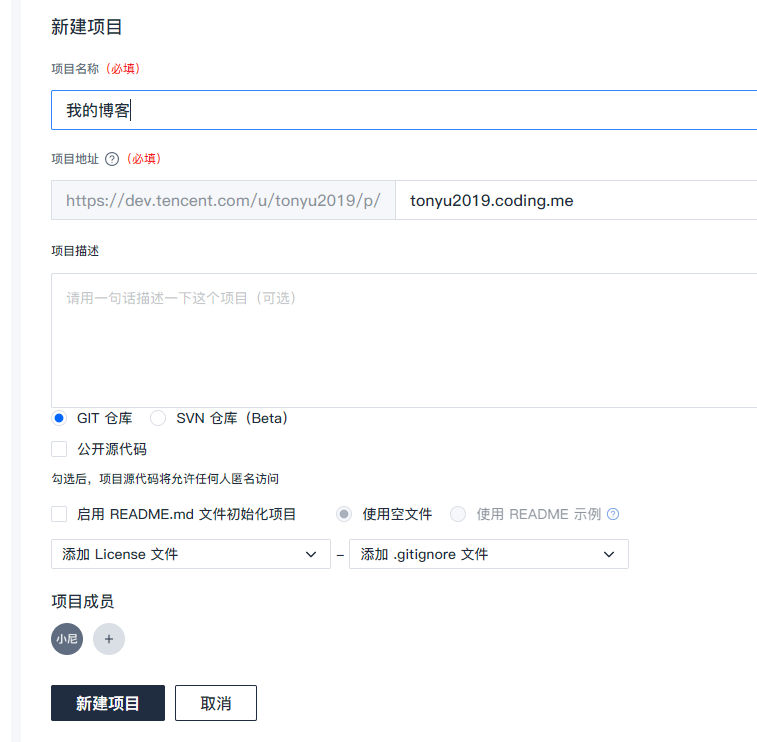 新建项目
项目名称（必填）
我的博客
项目地址 ? （必填）
https://dev.tencent.com/u/tonyu2019/p/ tonyu2019.coding.me
项目描述
请用一句话描述一下这个项目（可选）
GIT 仓库 SVN 仓库（Beta）
公开源代码
勾选后，项目源代码将允许任何人匿名访问
启用 README.md 文件初始化项目 使用空文件 使用 README 示例 ?
添加 License 文件 – 添加 .gitignore 文件
项目成员
小尼 +
新建项目 取消